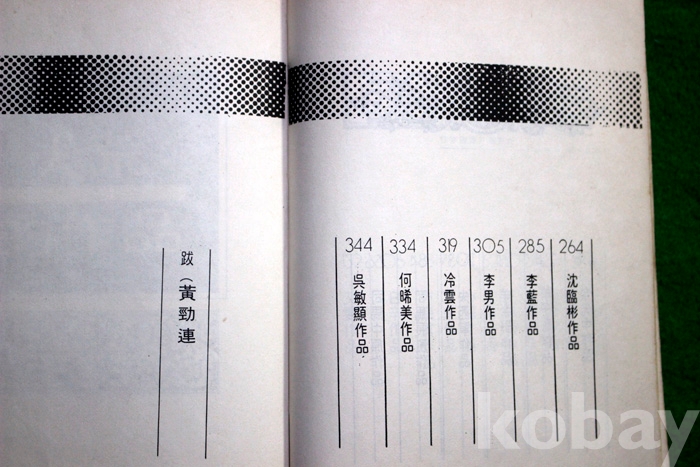 264 沈臨彬作品
285 李藍作品
305 李男作品
319 冷雲作品
334 何晞美作品
344 吳敏顯作品
跋（黃勁連
kobay